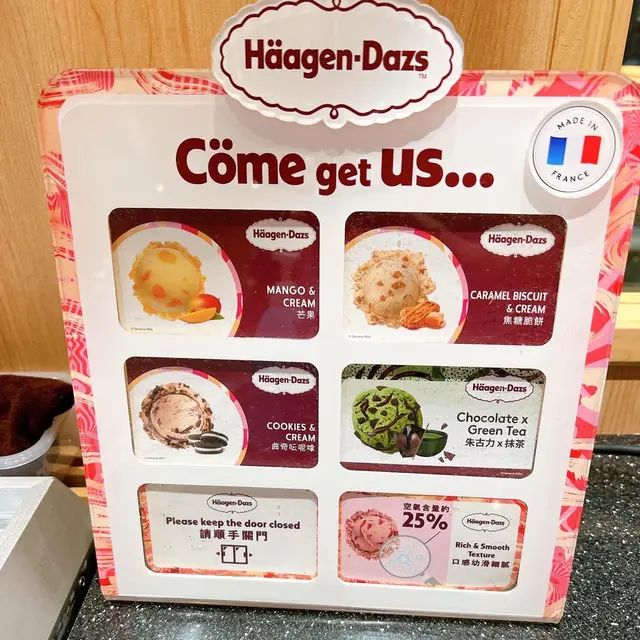 Häagen-Dazs
TM
MADE IN
FRANCE
Cöme get us...
Häagen-Dazs
MANGO &
CREAM
芒果
Häagen-Dazs
CARAMEL BISCUIT
& CREAM
焦糖脆餅
Häagen-Dazs
COOKIES &
CREAM
曲奇呍呢嗱
Häagen-Dazs
Chocolate x
Green Tea
朱古力 x 抹茶
Häagen-Dazs
Please keep the door closed
請順手關門
空氣含量約
25%
Häagen-Dazs
Rich & Smooth
Texture
口感幼滑細膩